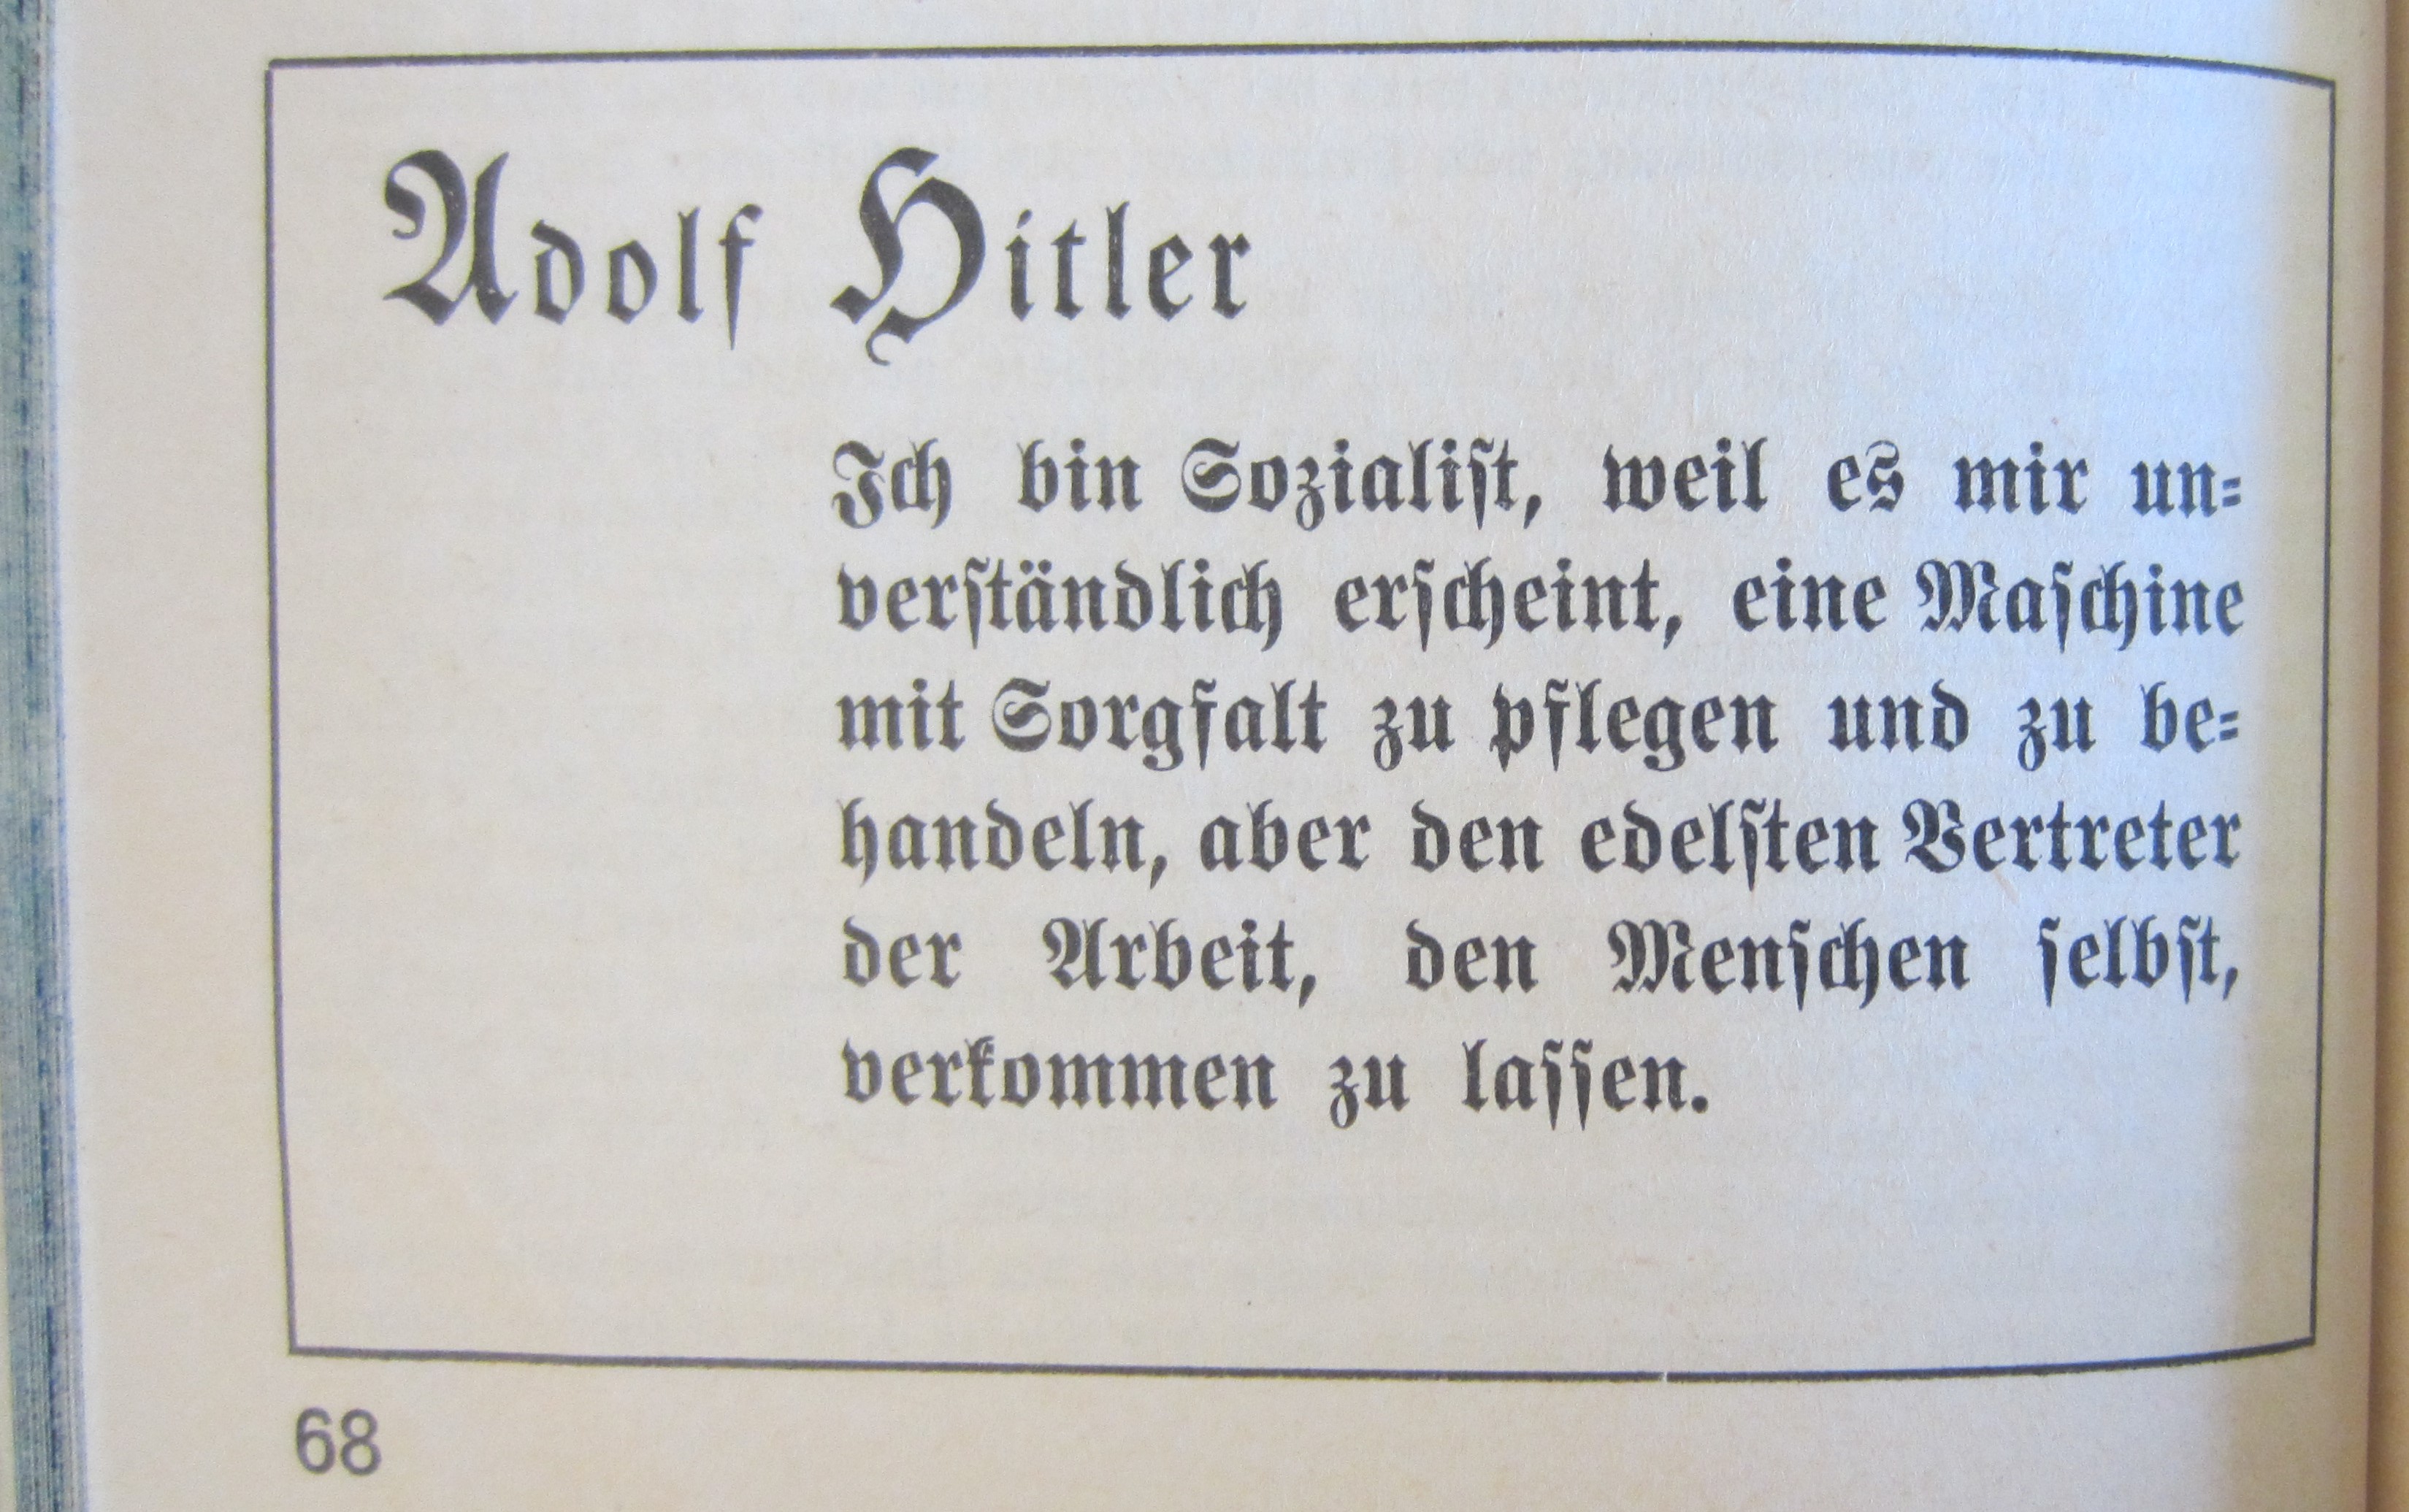 Adolf Hitler
Ich bin Sozialiſt, weil es mir un⸗
verſtändlich erſcheint, eine Maſchine
mit Sorgfalt zu pflegen und zu be⸗
handeln, aber den edelſten Vertreter
der Arbeit, den Menſchen ſelbſt,
verkommen zu laſſen.
68